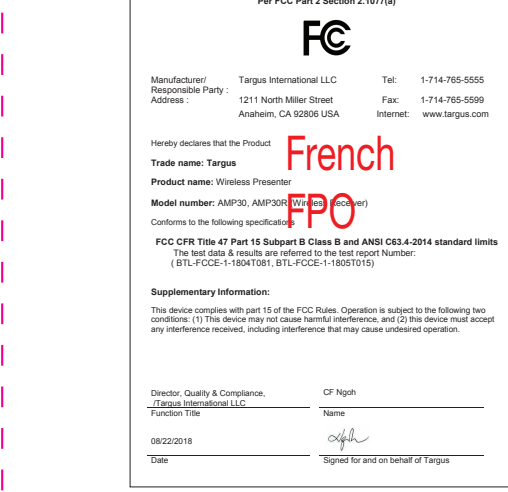 Per FCC Part 2 Section 2.1077(a)
FC
Manufacturer/ Responsible Party : Targus International LLC Tel: 1-714-765-5555
Address : 1211 North Miller Street Fax: 1-714-765-5599
Anaheim, CA 92806 USA Internet: www.targus.com
Hereby declares that the Product
French
Trade name: Targus
Product name: Wireless Presenter
Model number: AMP30, AMP30R (Wireless Receiver)
FPO
Conforms to the following specifications
FCC CFR Title 47 Part 15 Subpart B Class B and ANSI C63.4-2014 standard limits
The test data & results are referred to the test report Number:
( BTL-FCCE-1-1804T081, BTL-FCCE-1-1805T015)
Supplementary Information:
This device complies with part 15 of the FCC Rules. Operation is subject to the following two
conditions: (1) This device may not cause harmful interference, and (2) this device must accept
any interference received, including interference that may cause undesired operation.
Director, Quality & Compliance, CF Ngoh
/Targus International LLC
Function Title Name
08/22/2018
Date Signed for and on behalf of Targus